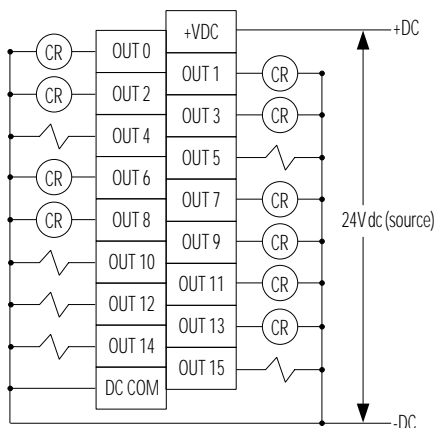 +VDC
+DC
CR OUT 0
OUT 1 CR
CR OUT 2
OUT 3 CR
OUT 4
OUT 5
CR OUT 6
OUT 7 CR
CR OUT 8
24V dc (source)
OUT 9 CR
OUT 10
OUT 11 CR
OUT 12
OUT 13 CR
OUT 14
OUT 15
DC COM
-DC